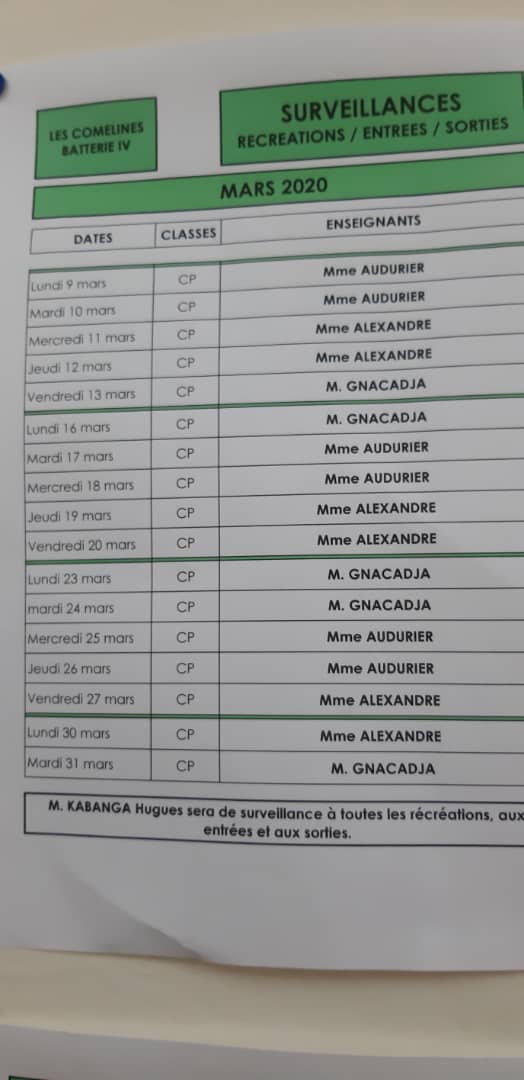 LES COMELINES
BATTERIE IV
SURVEILLANCES
RECREATIONS / ENTREES / SORTIES
MARS 2020
DATES CLASSES ENSEIGNANTS
Lundi 9 mars CP Mme AUDURIER
Mardi 10 mars CP Mme AUDURIER
Mercredi 11 mars CP Mme ALEXANDRE
Jeudi 12 mars CP Mme ALEXANDRE
Vendredi 13 mars CP M. GNACADJA
Lundi 16 mars CP M. GNACADJA
Mardi 17 mars CP Mme AUDURIER
Mercredi 18 mars CP Mme AUDURIER
Jeudi 19 mars CP Mme ALEXANDRE
Vendredi 20 mars CP Mme ALEXANDRE
Lundi 23 mars CP M. GNACADJA
mardi 24 mars CP M. GNACADJA
Mercredi 25 mars CP Mme AUDURIER
Jeudi 26 mars CP Mme AUDURIER
Vendredi 27 mars CP Mme ALEXANDRE
Lundi 30 mars CP Mme ALEXANDRE
Mardi 31 mars CP M. GNACADJA
M. KABANGA Hugues sera de surveillance à toutes les récréations, aux
entrées et aux sorties.